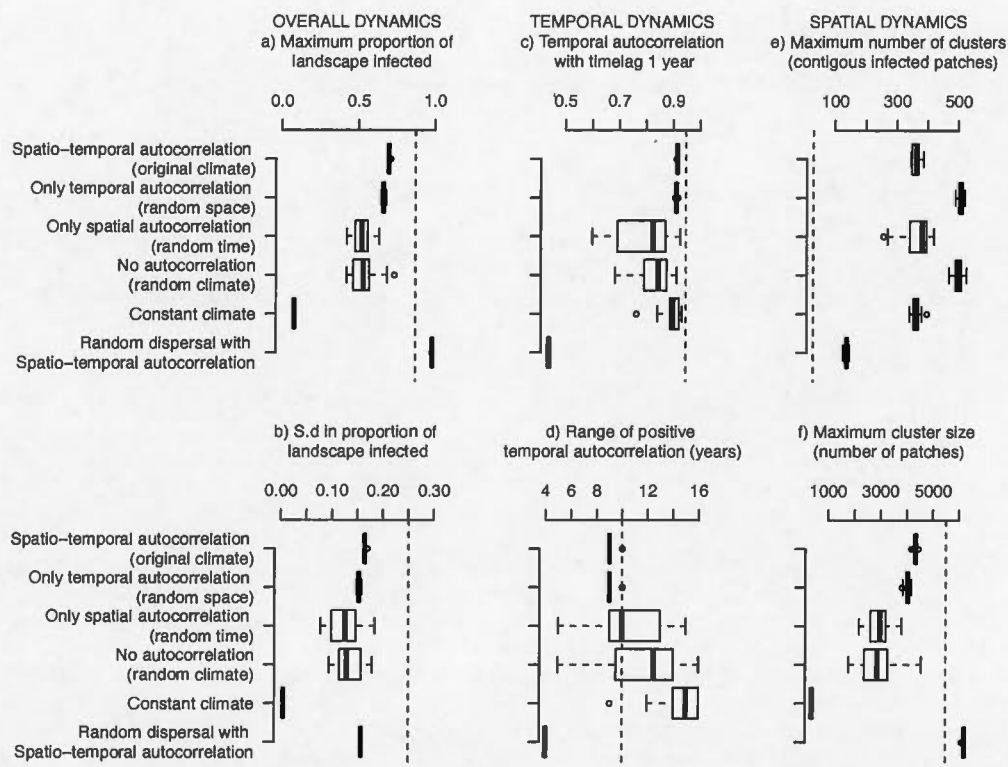 OVERALL DYNAMICS
a) Maximum proportion of
landscape infected
0.0 0.5 1.0
TEMPORAL DYNAMICS
c) Temporal autocorrelation
with timelag 1 year
0.5 0.7 0.9
SPATIAL DYNAMICS
e) Maximum number of clusters
(contigous infected patches)
100 300 500
Spatio-temporal autocorrelation
(original climate)
Only temporal autocorrelation
(random space)
Only spatial autocorrelation
(random time)
No autocorrelation
(random climate)
Constant climate
Random dispersal with
Spatio-temporal autocorrelation
b) S.d in proportion of
landscape infected
0.00 0.10 0.20 0.30
d) Range of positive
temporal autocorrelation (years)
4 6 8 12 16
f) Maximum cluster size
(number of patches)
1000 3000 5000
Spatio-temporal autocorrelation
(original climate)
Only temporal autocorrelation
(random space)
Only spatial autocorrelation
(random time)
No autocorrelation
(random climate)
Constant climate
Random dispersal with
Spatio-temporal autocorrelation